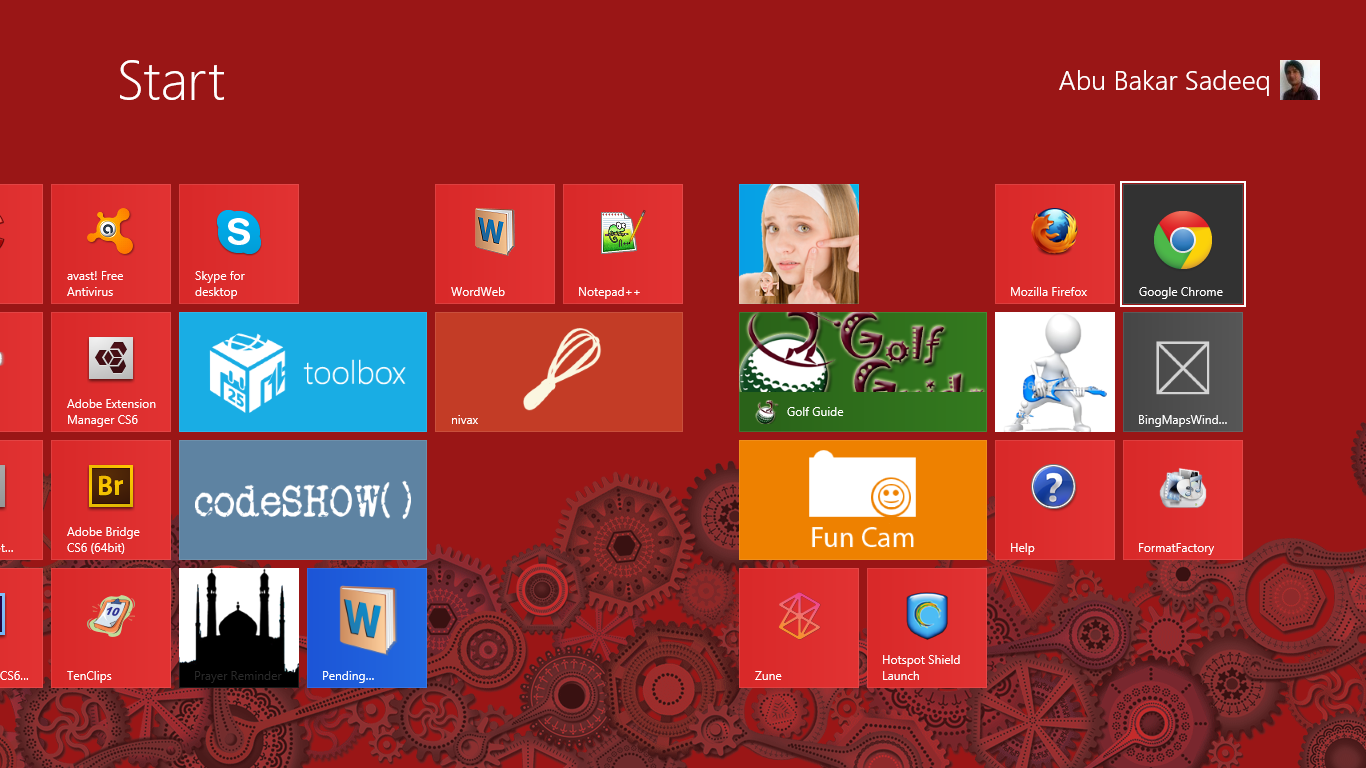 Start
Abu Bakar Sadeeq
avast! Free
Antivirus
Skype for
desktop
WordWeb
Notepad++
Mozilla Firefox
Google Chrome
Adobe Extension
Manager CS6
toolbox
25
nivax
Golf
Guide
Golf Guide
BingMapsWind...
t...
Br
Adobe Bridge
CS6 (64bit)
codeSHOW( )
Fun Cam
Help
FormatFactory
CS6...
10
TenClips
Prayer Reminder
W
Pending...
Zune
Hotspot Shield
Launch